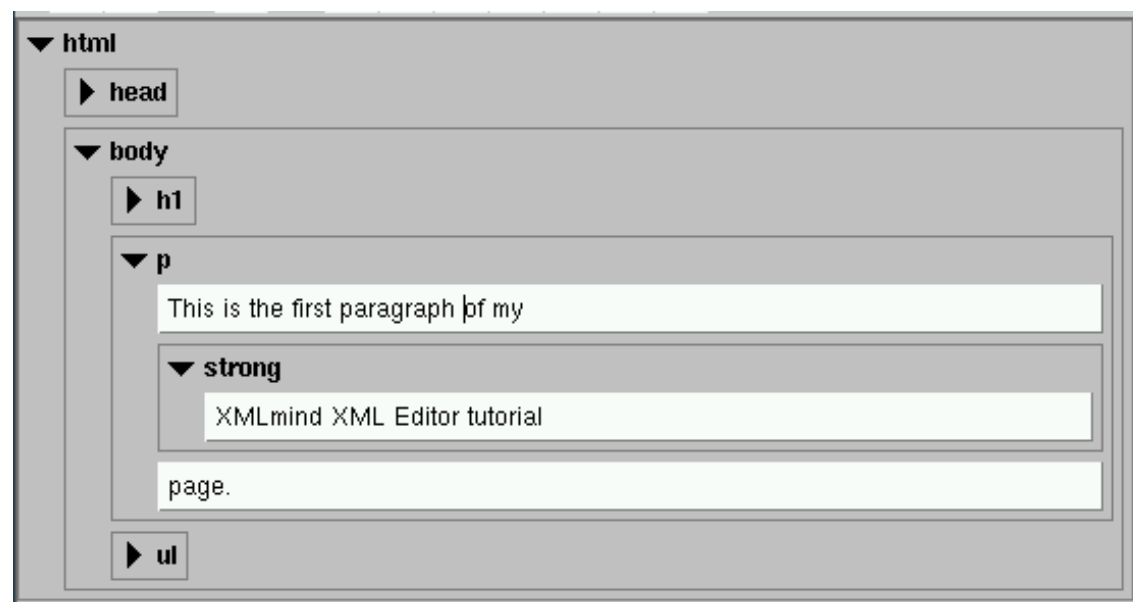 html
head
body
h1
p
This is the first paragraph of my
strong
XMLmind XML Editor tutorial
page.
ul